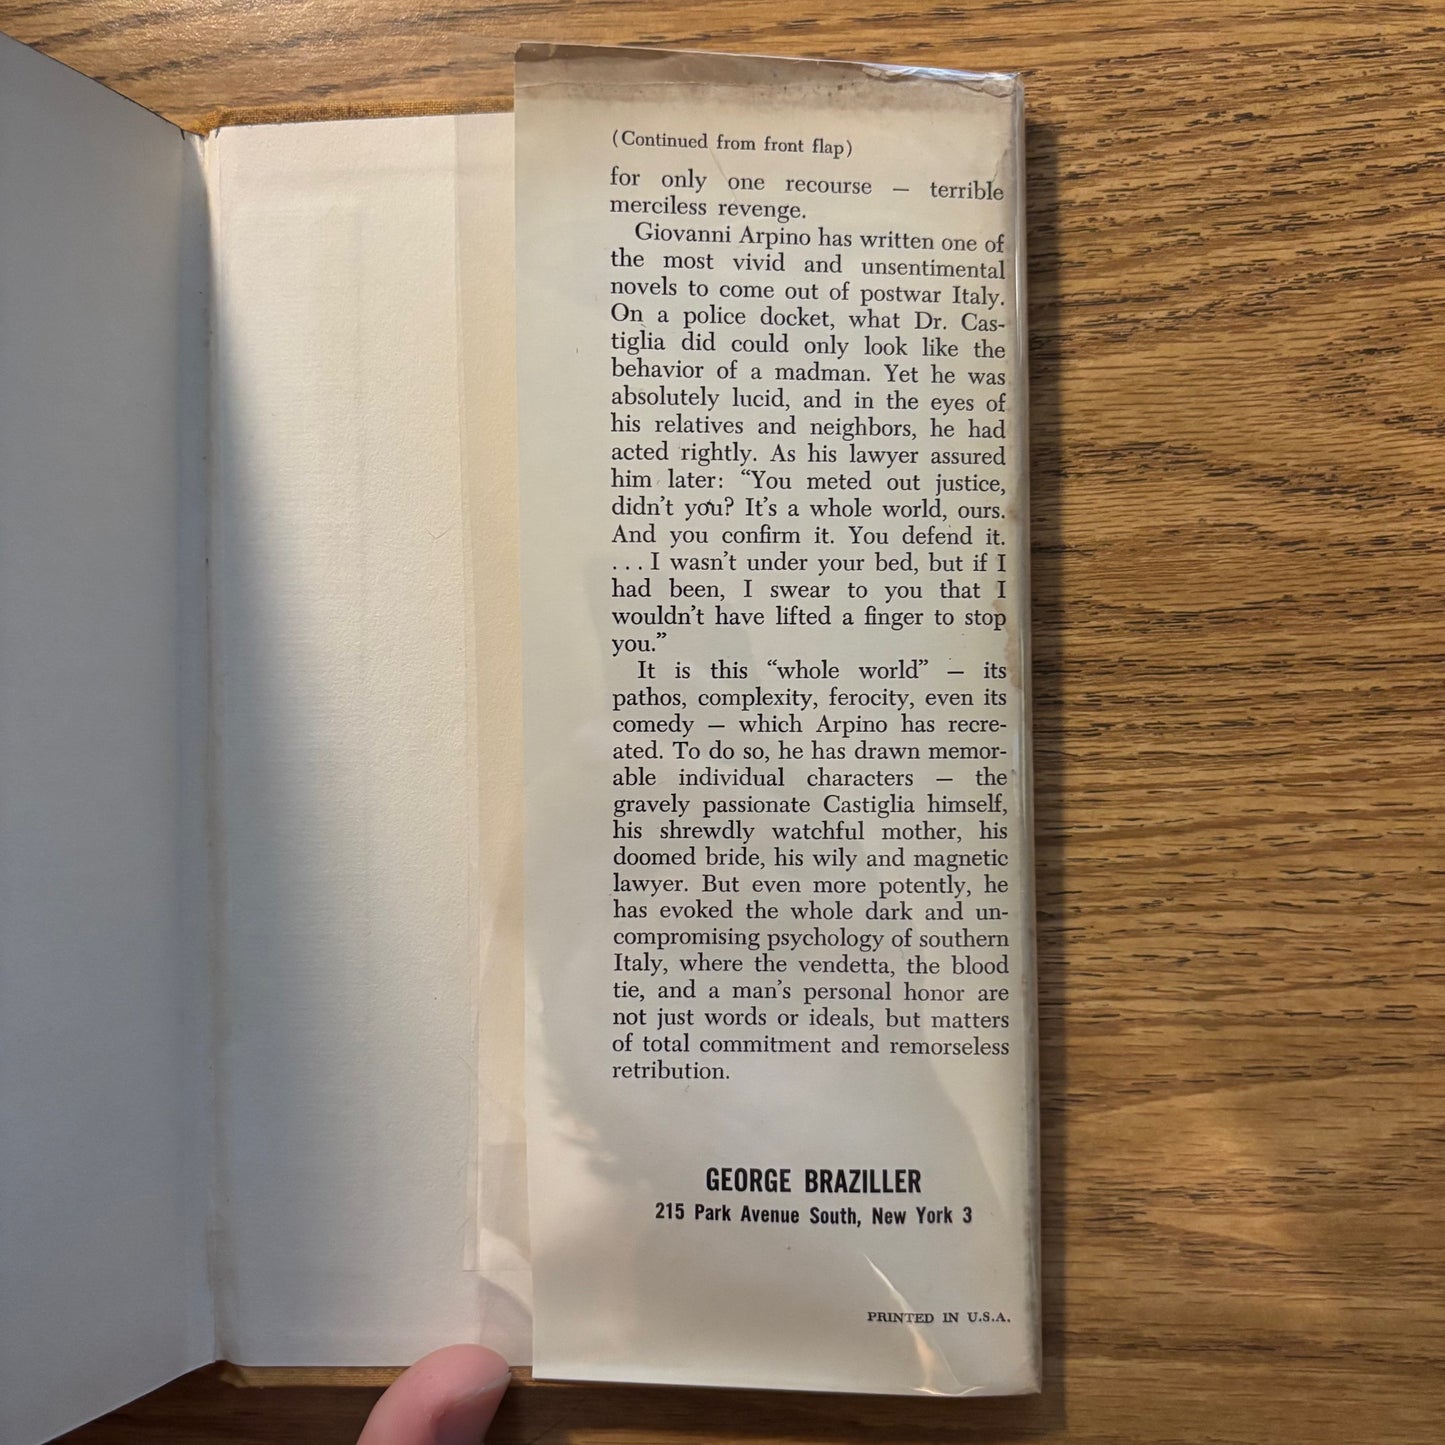 (Continued from front flap)
for only one recourse — terrible
merciless revenge.
Giovanni Arpino has written one of
the most vivid and unsentimental
novels to come out of postwar Italy.
On a police docket, what Dr. Cas-
tiglia did could only look like the
behavior of a madman. Yet he was
absolutely lucid, and in the eyes of
his relatives and neighbors, he had
acted rightly. As his lawyer assured
him later: “You meted out justice,
didn’t you? It’s a whole world, ours.
And you confirm it. You defend it.
. . . I wasn’t under your bed, but if I
had been, I swear to you that I
wouldn’t have lifted a finger to stop
you.”
It is this “whole world” — its
pathos, complexity, ferocity, even its
comedy — which Arpino has recre-
ated. To do so, he has drawn memor-
able individual characters — the
gravely passionate Castiglia himself,
his shrewdly watchful mother, his
doomed bride, his wily and magnetic
lawyer. But even more potently, he
has evoked the whole dark and un-
compromising psychology of southern
Italy, where the vendetta, the blood
tie, and a man’s personal honor are
not just words or ideals, but matters
of total commitment and remorseless
retribution.
GEORGE BRAZILLER
215 Park Avenue South, New York 3
PRINTED IN U.S.A.